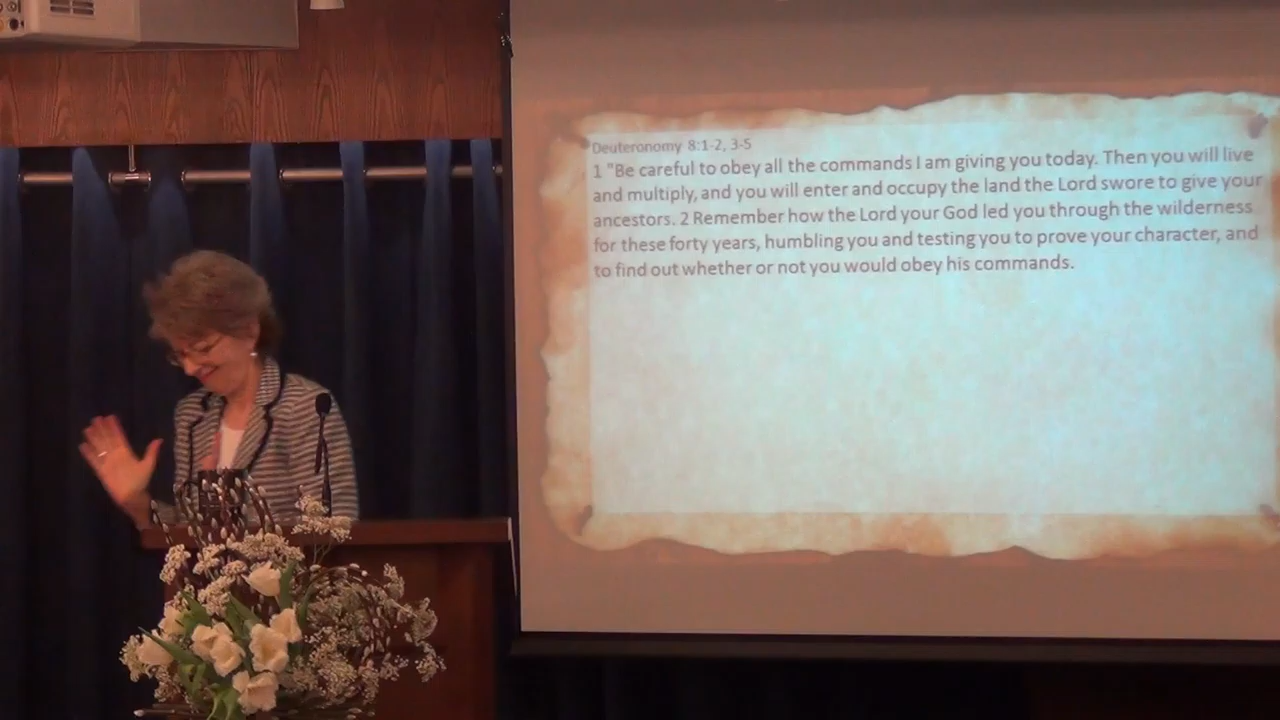 Deuteronomy 8:1-2, 3-5
1 "Be careful to obey all the commands I am giving you today. Then you will live
and multiply, and you will enter and occupy the land the Lord swore to give your
ancestors. 2 Remember how the Lord your God led you through the wilderness
for these forty years, humbling you and testing you to prove your character, and
to find out whether or not you would obey his commands.